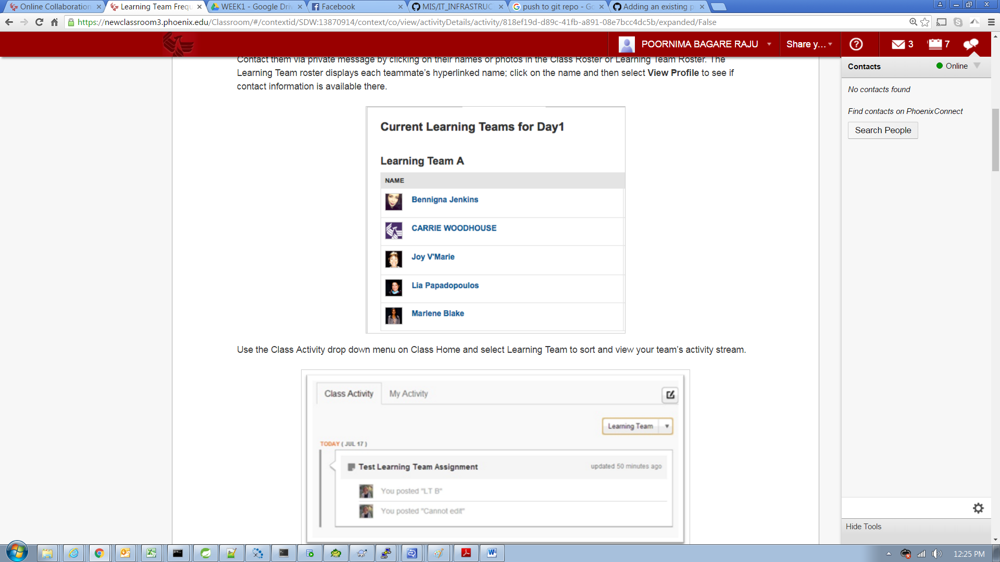 Online Collaboration
Learning Team Frequ
WEEK1 - Google Driv
Facebook
MIS/IT_INFRASTRUC
push to git repo - Go
Adding an existing p
https://newclassroom3.phoenix.edu/Classroom/#/contextid/SDW:13870914/context/co/view/activityDetails/activity/818ef19d-d89c-41fb-a891-08e7bcc4dc5b/expanded/False
POORNIMA BAGARE RAJU
Share y...
3
7
Contact them via private message by clicking on their names or photos in the Class Roster or Learning Team Roster. The
Learning Team roster displays each teammate's hyperlinked name; click on the name and then select View Profile to see if
contact information is available there.
Current Learning Teams for Day1
Learning Team A
NAME
Bennigna Jenkins
CARRIE WOODHOUSE
Joy V'Marie
Lia Papadopoulos
Marlene Blake
Use the Class Activity drop down menu on Class Home and select Learning Team to sort and view your team's activity stream.
Class Activity
My Activity
Learning Team
TODAY ( JUL 17 )
Test Learning Team Assignment
updated 50 minutes ago
You posted "LT B"
You posted "Cannot edit"
Contacts
Online
No contacts found
Find contacts on PhoenixConnect
Search People
Hide Tools
12:25 PM